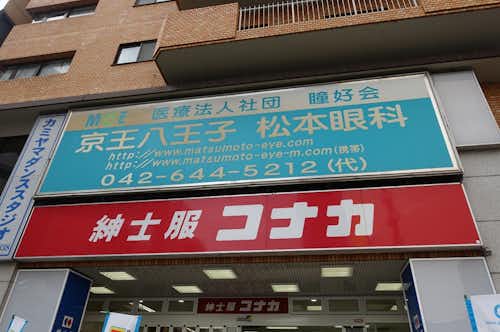 医療法人社団 瞳好会
京王八王子 松本眼科
http://www.matsumoto-eye.com
http://www.matsumoto-eye-m.com(携帯)
042-644-5212(代)
紳士服 コナカ
紳士服 コナカ
カミヤマダンススタジオ